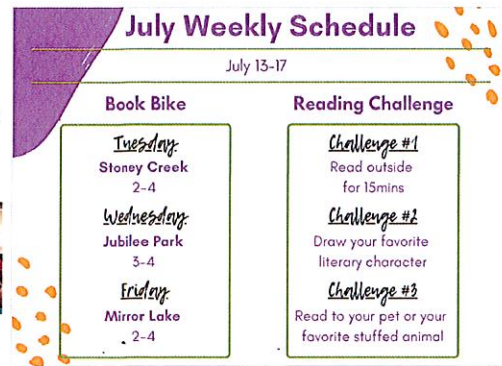 July Weekly Schedule
July 13-17
Book Bike
Tuesday
Stoney Creek
2-4
Wednesday
Jubilee Park
3-4
Friday
Mirror Lake
2-4
Reading Challenge
Challenge #1
Read outside
for 15mins
Challenge #2
Draw your favorite
literary character
Challenge #3
Read to your pet or your
favorite stuffed animal